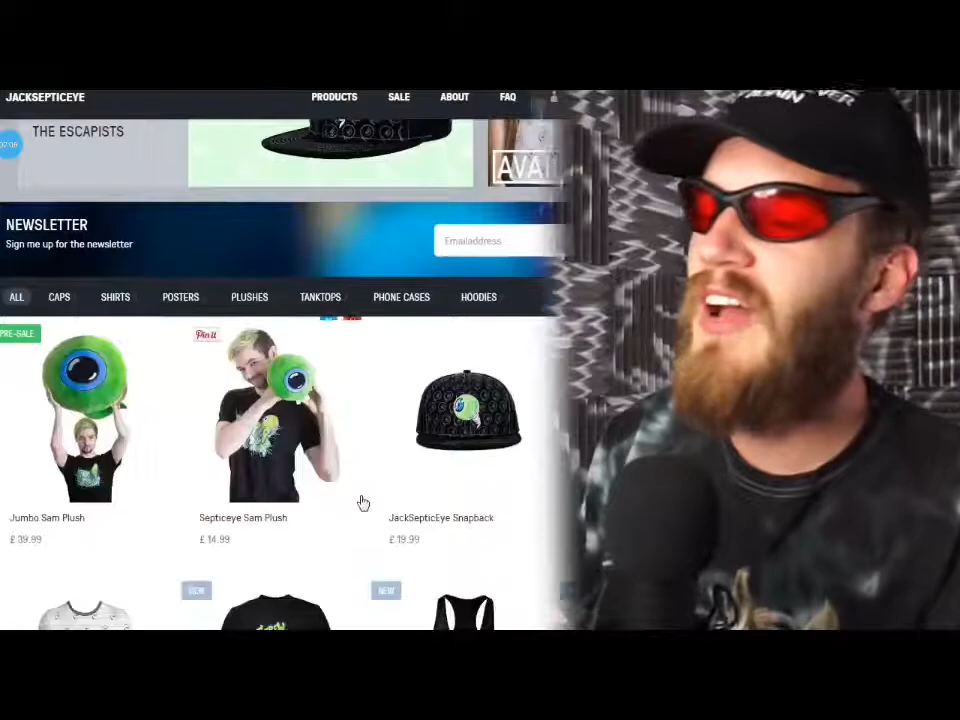 JACKSEPTICEYE
PRODUCTS
SALE
ABOUT
FAQ
THE ESCAPISTS
NEWSLETTER
Sign me up for the newsletter
Emailaddress
ALL
CAPS
SHIRTS
POSTERS
PLUSHES
TANKTOPS
PHONE CASES
HOODIES
PRE-SALE
Pin it
Jumbo Sam Plush
£ 39.99
Septiceye Sam Plush
£ 14.99
JackSepticEye Snapback
£ 19.99
NEW
NEW